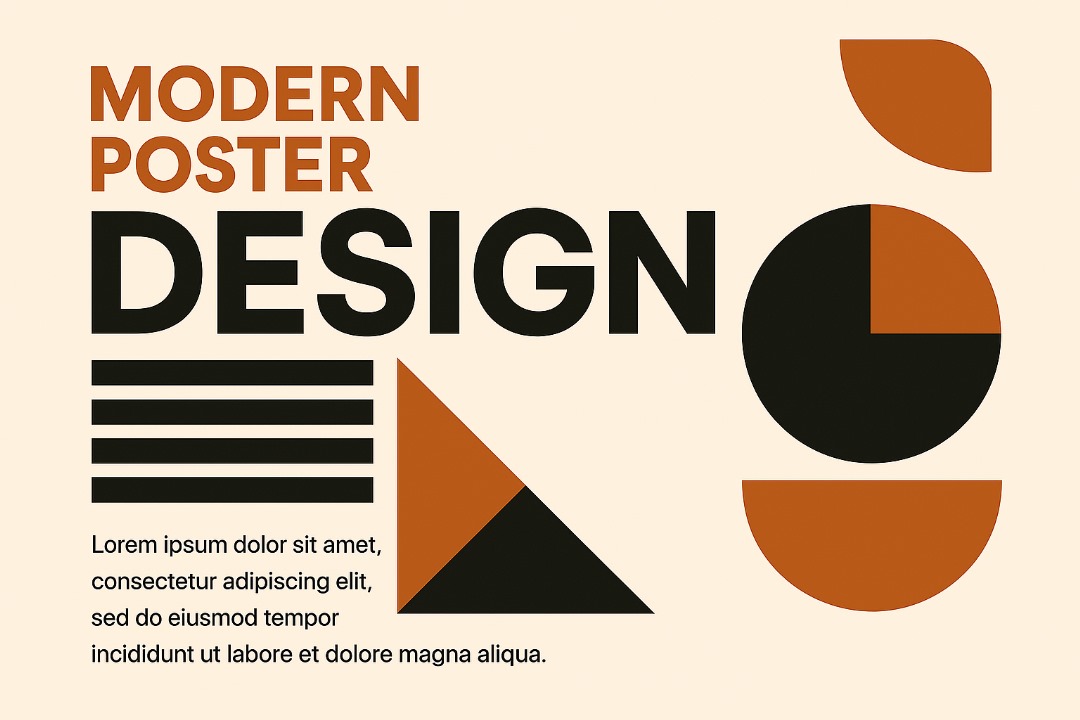 MODERN
POSTER
DESIGN
Lorem ipsum dolor sit amet,
consectetur adipiscing elit,
sed do eiusmod tempor
incididunt ut labore et dolore magna aliqua.